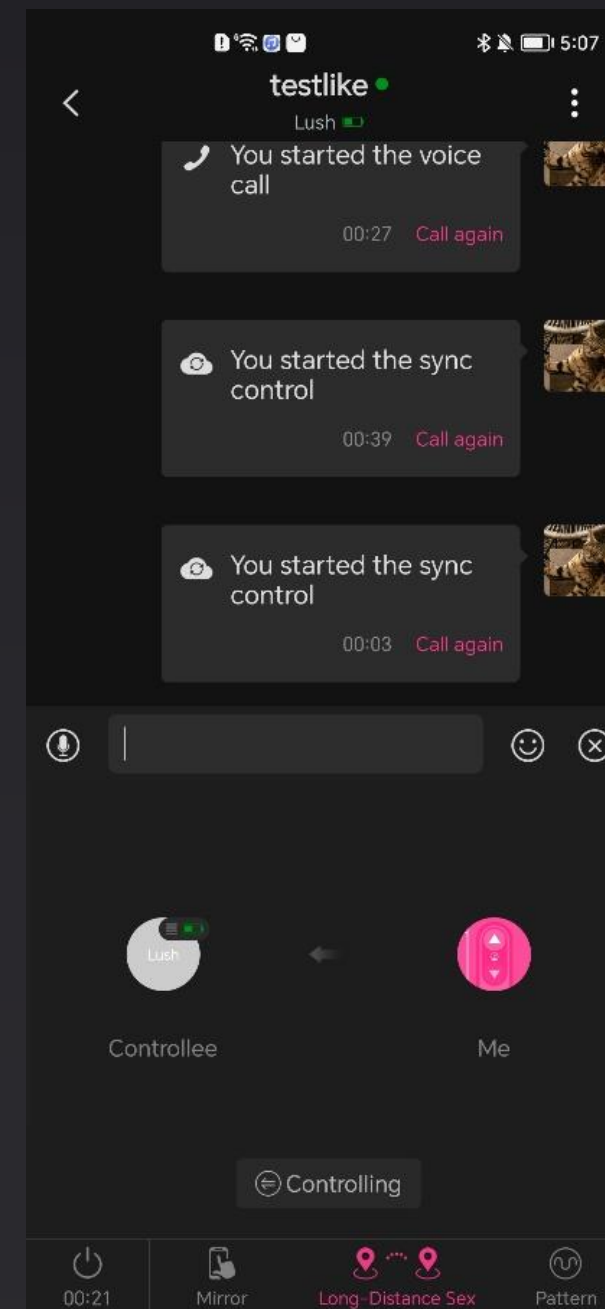 5:07
testlike
Lush
You started the voice
call
00:27 Call again
You started the sync
control
00:39 Call again
You started the sync
control
00:03 Call again
Lush
Controllee
Me
Controlling
00:21
Mirror
Long-Distance Sex
Pattern